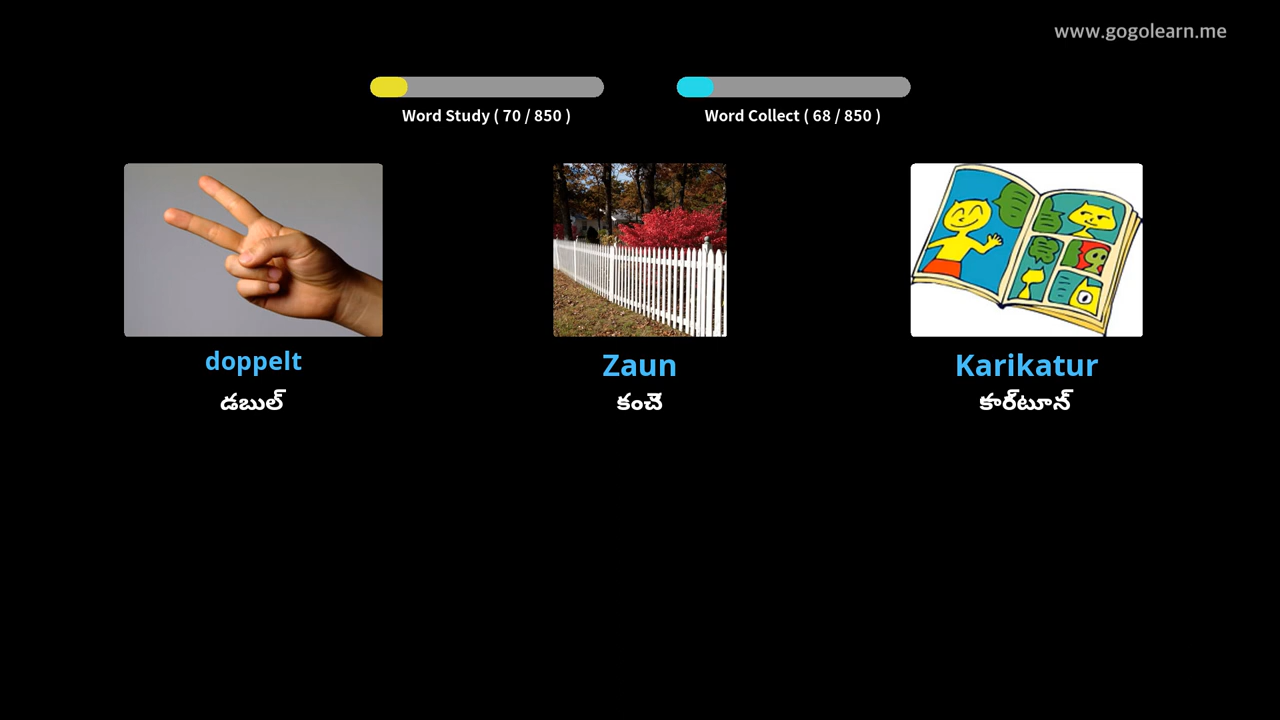 www.gogolearn.me
Word Study ( 70 / 850 )
Word Collect ( 68 / 850 )
doppelt
Zaun
Karikatur
డబుల్
కంచె
కార్‌టూన్